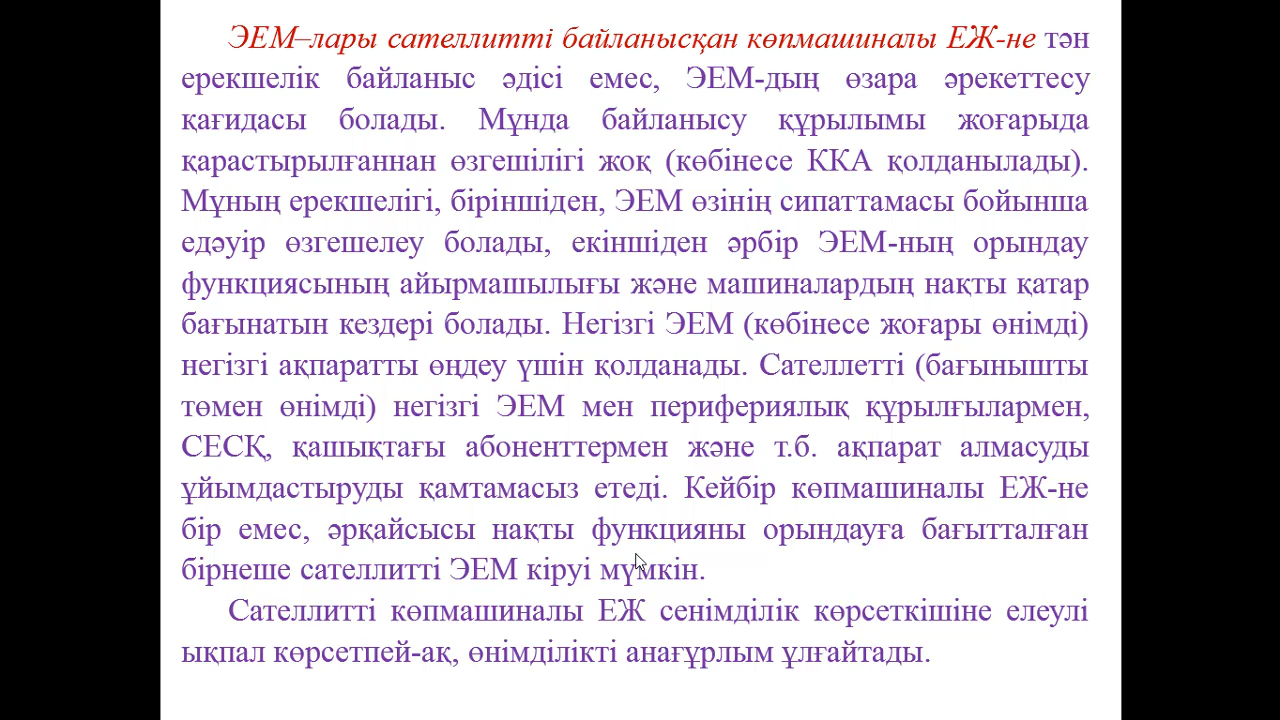 ЭЕМ–лары сателлитті байланысқан көпмашиналы ЕЖ-не тән
ерекшелік байланыс әдісі емес, ЭЕМ-дың өзара әрекеттесу
қағидасы болады. Мұнда байланысу құрылымы жоғарыда
қарастырылғаннан өзгешілігі жоқ (көбінесе ККА қолданылады).
Мұның ерекшелігі, біріншіден, ЭЕМ өзінің сипаттамасы бойынша
едәуір өзгешелеу болады, екіншіден әрбір ЭЕМ-ның орындау
функциясының айырмашылығы және машиналардың нақты қатар
бағынатын кездері болады. Негізгі ЭЕМ (көбінесе жоғары өнімді)
негізгі ақпаратты өңдеу үшін қолданады. Сателлетті (бағынышты
төмен өнімді) негізгі ЭЕМ мен перифериялық құрылғылармен,
СЕСҚ, қашықтағы абоненттермен және т.б. ақпарат алмасуды
ұйымдастыруды қамтамасыз етеді. Кейбір көпмашиналы ЕЖ-не
бір емес, әрқайсысы нақты функцияны орындауға бағытталған
бірнеше сателлитті ЭЕМ кіруі мүмкін.
Сателлитті көпмашиналы ЕЖ сенімділік көрсеткішіне елеулі
ықпал көрсетпей-ақ, өнімділікті анағұрлым ұлғайтады.